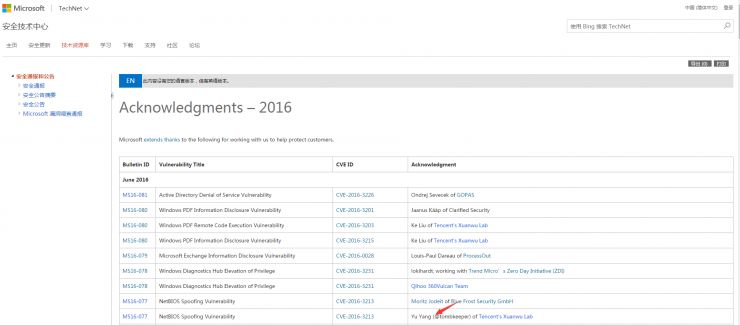 Microsoft TechNet 中国 (简体中文) 登录
安全技术中心 使用 Bing 搜索 TechNet
主页 安全更新 技术资源库 学习 下载 支持 社区 论坛
导出 (0) 打印
安全通报和公告
安全通报
安全公告摘要
安全公告
Microsoft 漏洞研究通报
EN 此内容没有您的语言版本，但有英语版本。
Acknowledgments – 2016
Microsoft extends thanks to the following for working with us to help protect customers.
Bulletin ID Vulnerability Title CVE ID Acknowledgment
June 2016
MS16-081 Active Directory Denial of Service Vulnerability CVE-2016-3226 Ondrej Sevecek of GOPAS
MS16-080 Windows PDF Information Disclosure Vulnerability CVE-2016-3201 Jaanus Kääp of Clarified Security
MS16-080 Windows PDF Remote Code Execution Vulnerability CVE-2016-3203 Ke Liu of Tencent's Xuanwu Lab
MS16-080 Windows PDF Information Disclosure Vulnerability CVE-2016-3215 Ke Liu of Tencent's Xuanwu Lab
MS16-079 Microsoft Exchange Information Disclosure Vulnerability CVE-2016-0028 Louis-Paul Dareau of ProcessOut
MS16-078 Windows Diagnostics Hub Elevation of Privilege CVE-2016-3231 lokihardt, working with Trend Micro's Zero Day Initiative (ZDI)
MS16-078 Windows Diagnostics Hub Elevation of Privilege CVE-2016-3231 Qihoo 360Vulcan Team
MS16-077 NetBIOS Spoofing Vulnerability CVE-2016-3213 Moritz Jodeit of Blue Frost Security GmbH
MS16-077 NetBIOS Spoofing Vulnerability CVE-2016-3213 Yu Yang (@tombkeeper) of Tencent's Xuanwu Lab